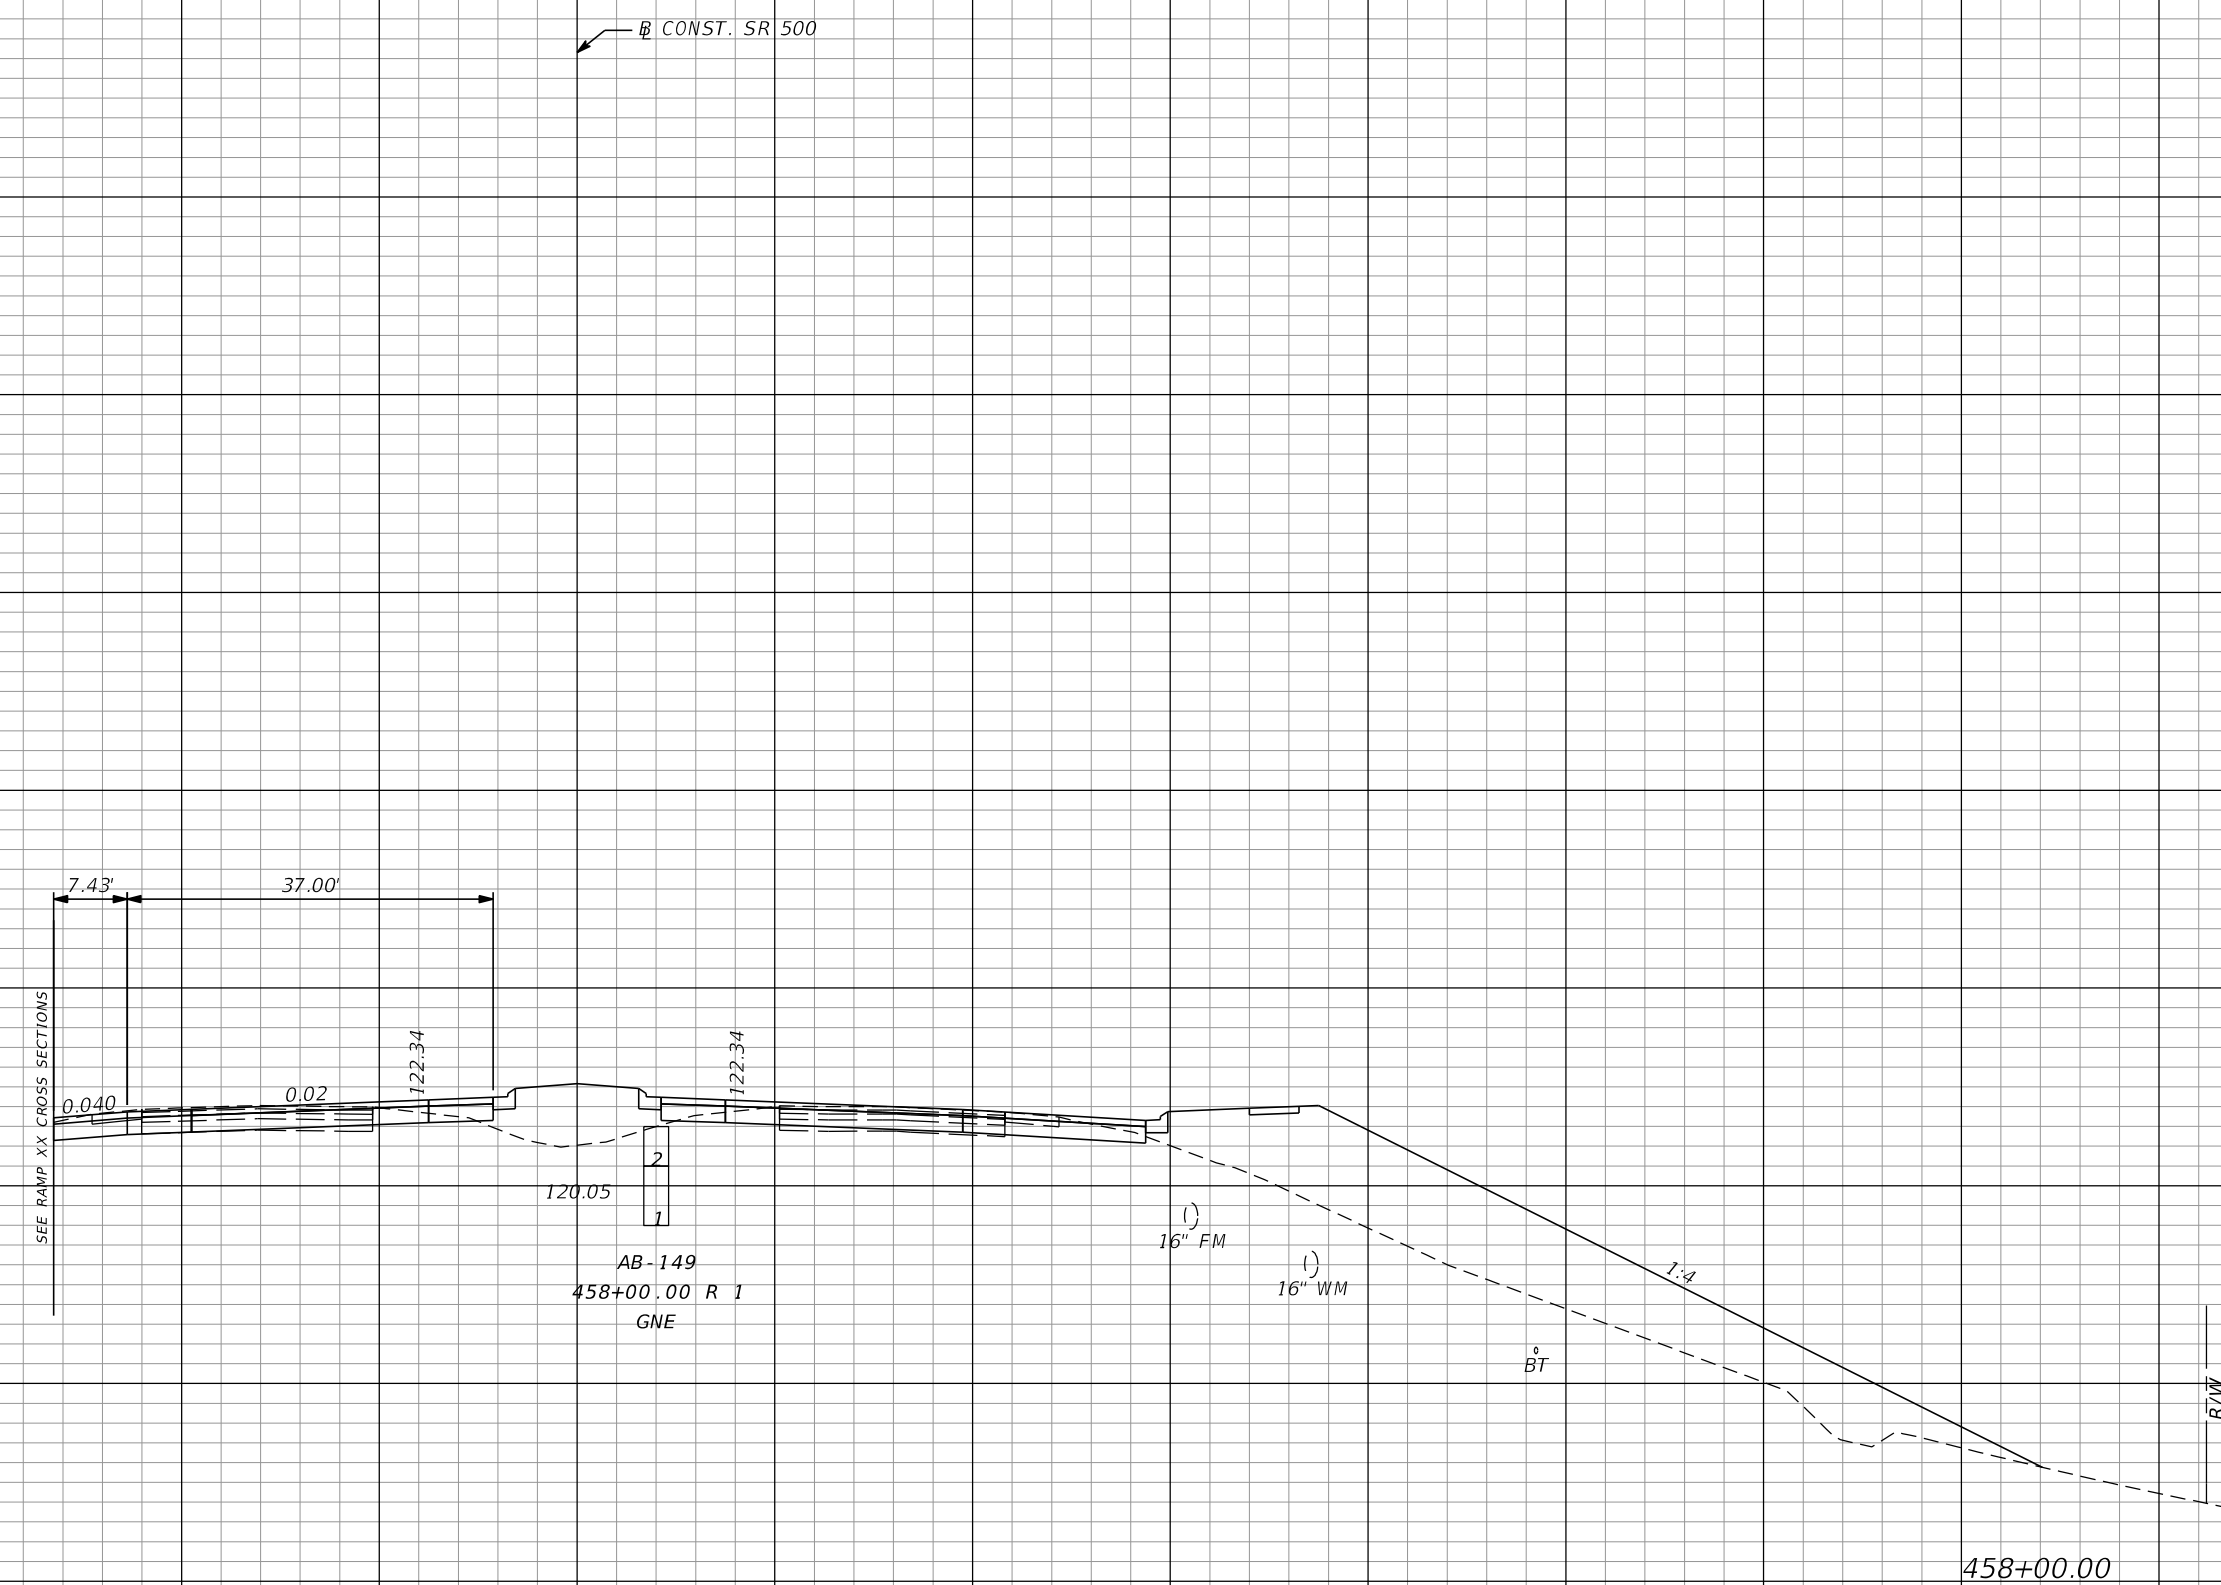 BL CONST. SR 500
7.43'
37.00'
SEE RAMP XX CROSS SECTIONS
0.040
0.02
122.34
122.34
2
120.05
1
AB-149
458+00.00 R 1
GNE
16" FM
16" WM
1:4
BT
R/W
458+00.00